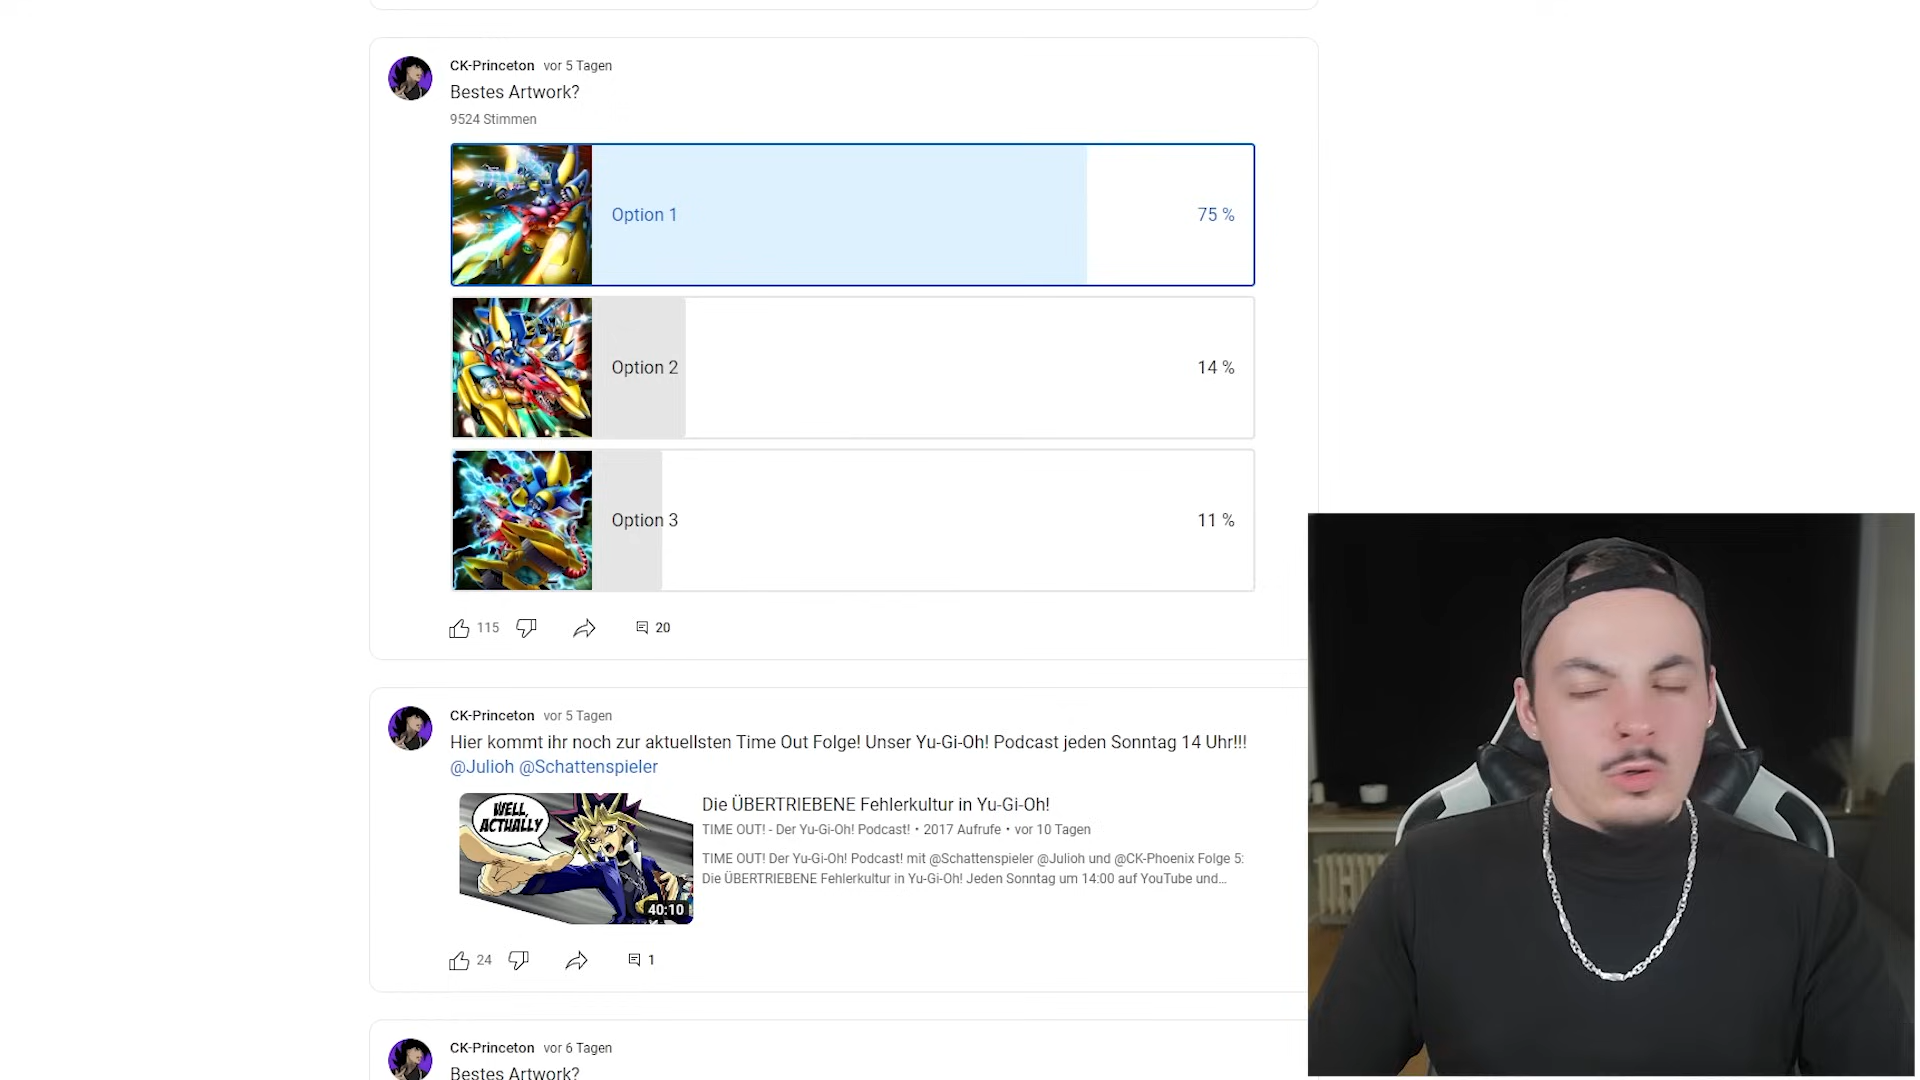 CK-Princeton vor 5 Tagen
Bestes Artwork?
9524 Stimmen
Option 1 75 %
Option 2 14 %
Option 3 11 %
115 20
CK-Princeton vor 5 Tagen
Hier kommt ihr noch zur aktuellsten Time Out Folge! Unser Yu-Gi-Oh! Podcast jeden Sonntag 14 Uhr!!!
@Julioh @Schattenspieler
WELL,
ACTUALLY
40:10
Die ÜBERTRIEBENE Fehlerkultur in Yu-Gi-Oh!
TIME OUT! - Der Yu-Gi-Oh! Podcast! • 2017 Aufrufe • vor 10 Tagen
TIME OUT! Der Yu-Gi-Oh! Podcast! mit @Schattenspieler @Julioh und @CK-Phoenix Folge 5:
Die ÜBERTRIEBENE Fehlerkultur in Yu-Gi-Oh! Jeden Sonntag um 14:00 auf YouTube und...
24 1
CK-Princeton vor 6 Tagen
Bestes Artwork?